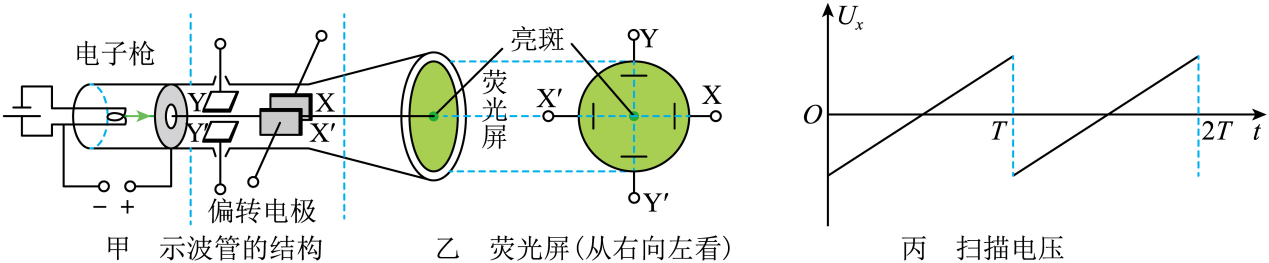 电子枪
Y
Y′
X
X′
− +
偏转电极
甲 示波管的结构
亮斑
荧光屏
Y
X′
X
Y′
乙 荧光屏(从右向左看)
Uₓ
O
T
2T
t
丙 扫描电压